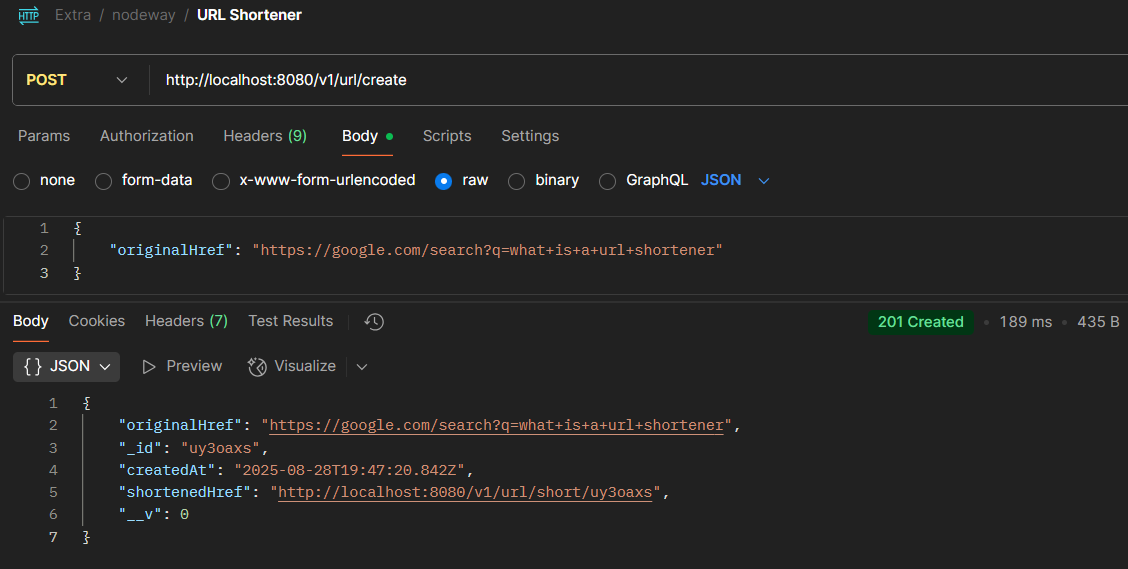 HTTP Extra / nodeway / URL Shortener
POST http://localhost:8080/v1/url/create
Params Authorization Headers (9) Body Scripts Settings
none form-data x-www-form-urlencoded raw binary GraphQL JSON
1 {
2 "originalHref": "https://google.com/search?q=what+is+a+url+shortener"
3 }
Body Cookies Headers (7) Test Results 201 Created • 189 ms • 435 B
{} JSON Preview Visualize
1 {
2 "originalHref": "https://google.com/search?q=what+is+a+url+shortener",
3 "_id": "uy3oaxs",
4 "createdAt": "2025-08-28T19:47:20.842Z",
5 "shortenedHref": "http://localhost:8080/v1/url/short/uy3oaxs",
6 "__v": 0
7 }